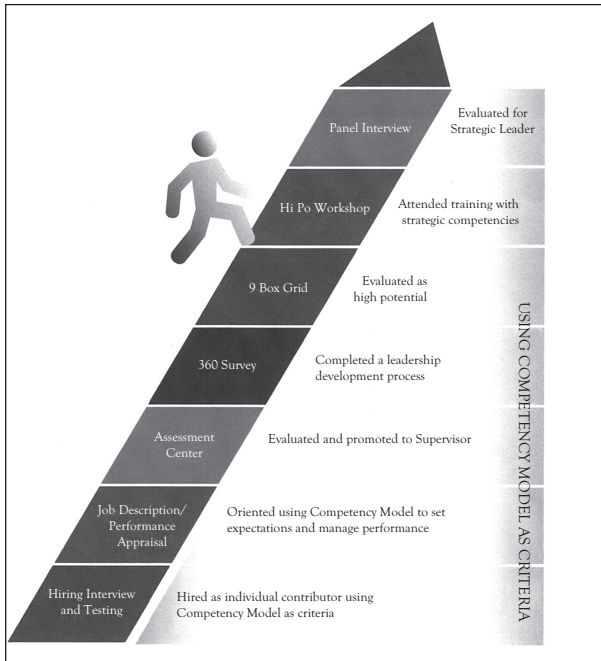 Panel Interview
Evaluated for
Strategic Leader
Hi Po Workshop
Attended training with
strategic competencies
9 Box Grid
Evaluated as
high potential
360 Survey
Completed a leadership
development process
Assessment
Center
Evaluated and promoted to Supervisor
Job Description/
Performance
Appraisal
Oriented using Competency Model to set
expectations and manage performance
Hiring Interview
and Testing
Hired as individual contributor using
Competency Model as criteria
USING COMPETENCY MODEL AS CRITERIA